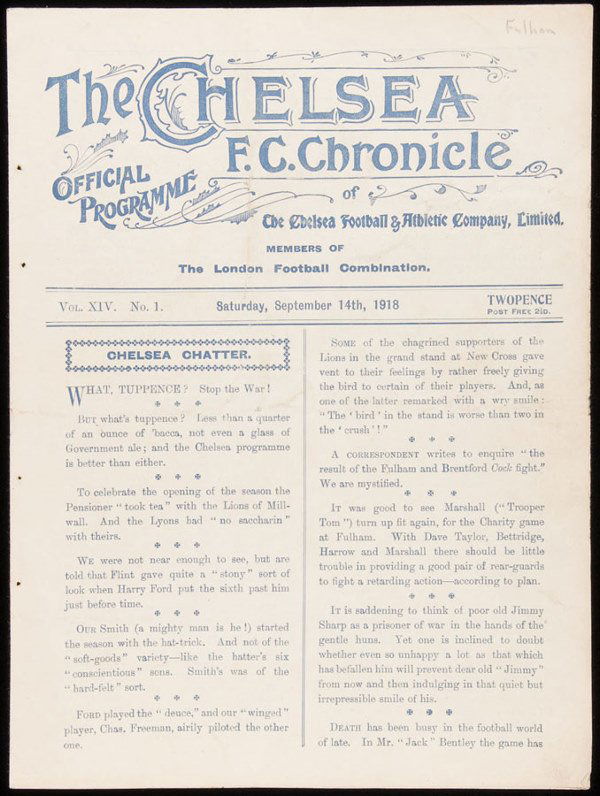 Fulham
The CHELSEA
F.C. Chronicle
OFFICIAL
PROGRAMME
of
The Chelsea Football & Athletic Company, Limited.
MEMBERS OF
The London Football Combination.
VOL. XIV. No. 1.
Saturday, September 14th, 1918
TWOPENCE
POST FREE 2½D.
CHELSEA CHATTER.
WHAT, TUPPENCE? Stop the War!
BUT what's tuppence? Less than a quarter
of an ounce of 'bacca, not even a glass of
Government ale; and the Chelsea programme
is better than either.
To celebrate the opening of the season the
Pensioner "took tea" with the Lions of Mill-
wall. And the Lyons had "no saccharin"
with theirs.
WE were not near enough to see, but are
told that Flint gave quite a "stony" sort of
look when Harry Ford put the sixth past him
just before time.
OUR Smith (a mighty man is he!) started
the season with the hat-trick. And not of the
"soft-goods" variety—like the hatter's six
"conscientious" sons. Smith's was of the
"hard-felt" sort.
FORD played the "deuce," and our "winged"
player, Chas. Freeman, airily piloted the other
one.
SOME of the chagrined supporters of the
Lions in the grand stand at New Cross gave
vent to their feelings by rather freely giving
the bird to certain of their players. And, as
one of the latter remarked with a wry smile:
"The 'bird' in the stand is worse than two in
the 'crush'!"
A CORRESPONDENT writes to enquire "the
result of the Fulham and Brentford Cock fight."
We are mystified.
IT was good to see Marshall ("Trooper
Tom") turn up fit again, for the Charity game
at Fulham. With Dave Taylor, Bettridge,
Harrow and Marshall there should be little
trouble in providing a good pair of rear-guards
to fight a retarding action—according to plan.
IT is saddening to think of poor old Jimmy
Sharp as a prisoner of war in the hands of the
gentle huns. Yet one is inclined to doubt
whether even so unhappy a lot as that which
has befallen him will prevent dear old "Jimmy"
from now and then indulging in that quiet but
irrepressible smile of his.
DEATH has been busy in the football world
of late. In Mr. "Jack" Bentley the game has